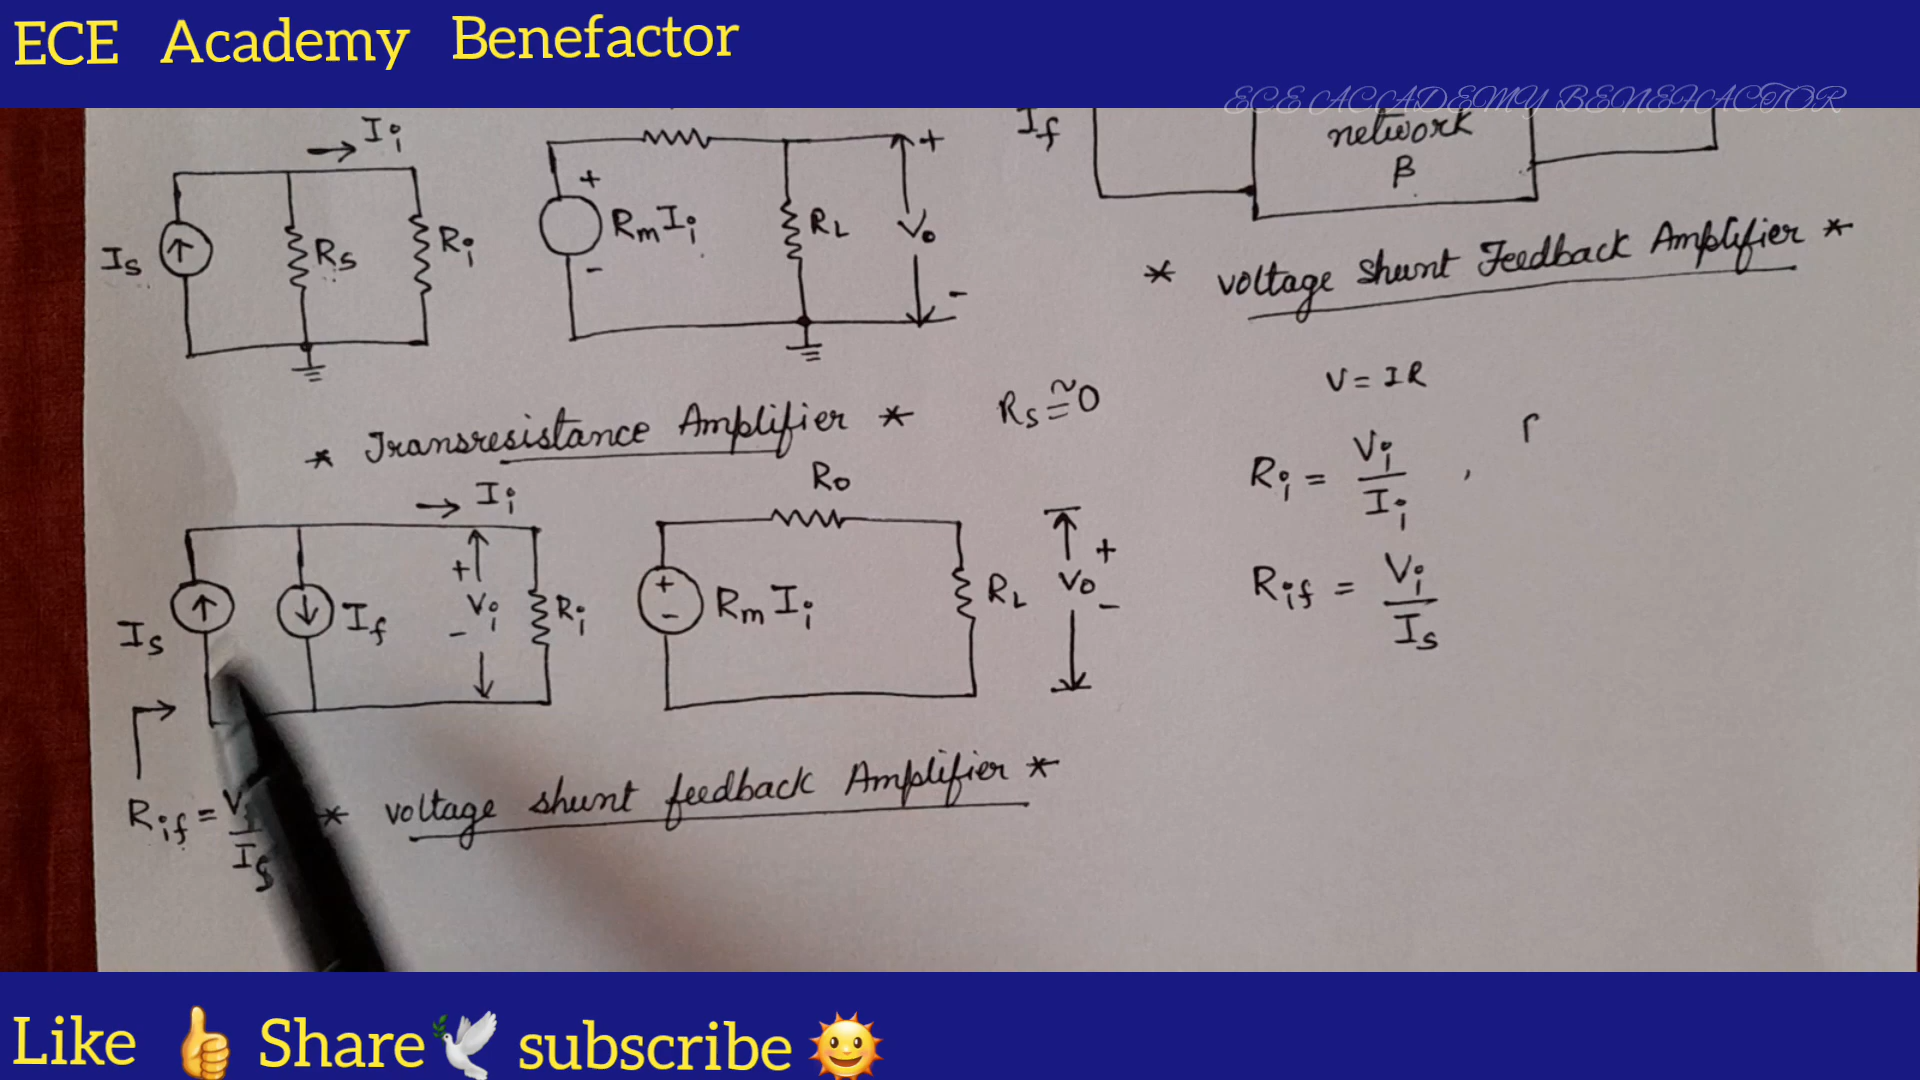 ECE Academy Benefactor
ECE ACCADEMY BENEFACTOR
Ii
Is
Rs
Ri
+
RmIi
-
RL
+
Vo
-
If
network
β
* voltage shunt Feedback Amplifier *
* Transresistance Amplifier *
Rs ≅ 0
V = IR
Ri = Vi / Ii ,
Rif = Vi / Is
Ii
Is
If
+
Vi
-
Ri
Ro
+
-
RmIi
RL
+
Vo
-
Rif =
* voltage shunt feedback Amplifier *
Like 👍 Share 🕊 subscribe 🌞